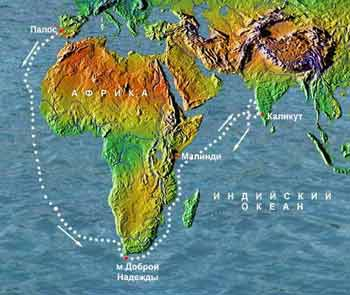 Палос
АФРИКА
Каликут
Малинди
ИНДИЙСКИЙ
ОКЕАН
м.Доброй
Надежды